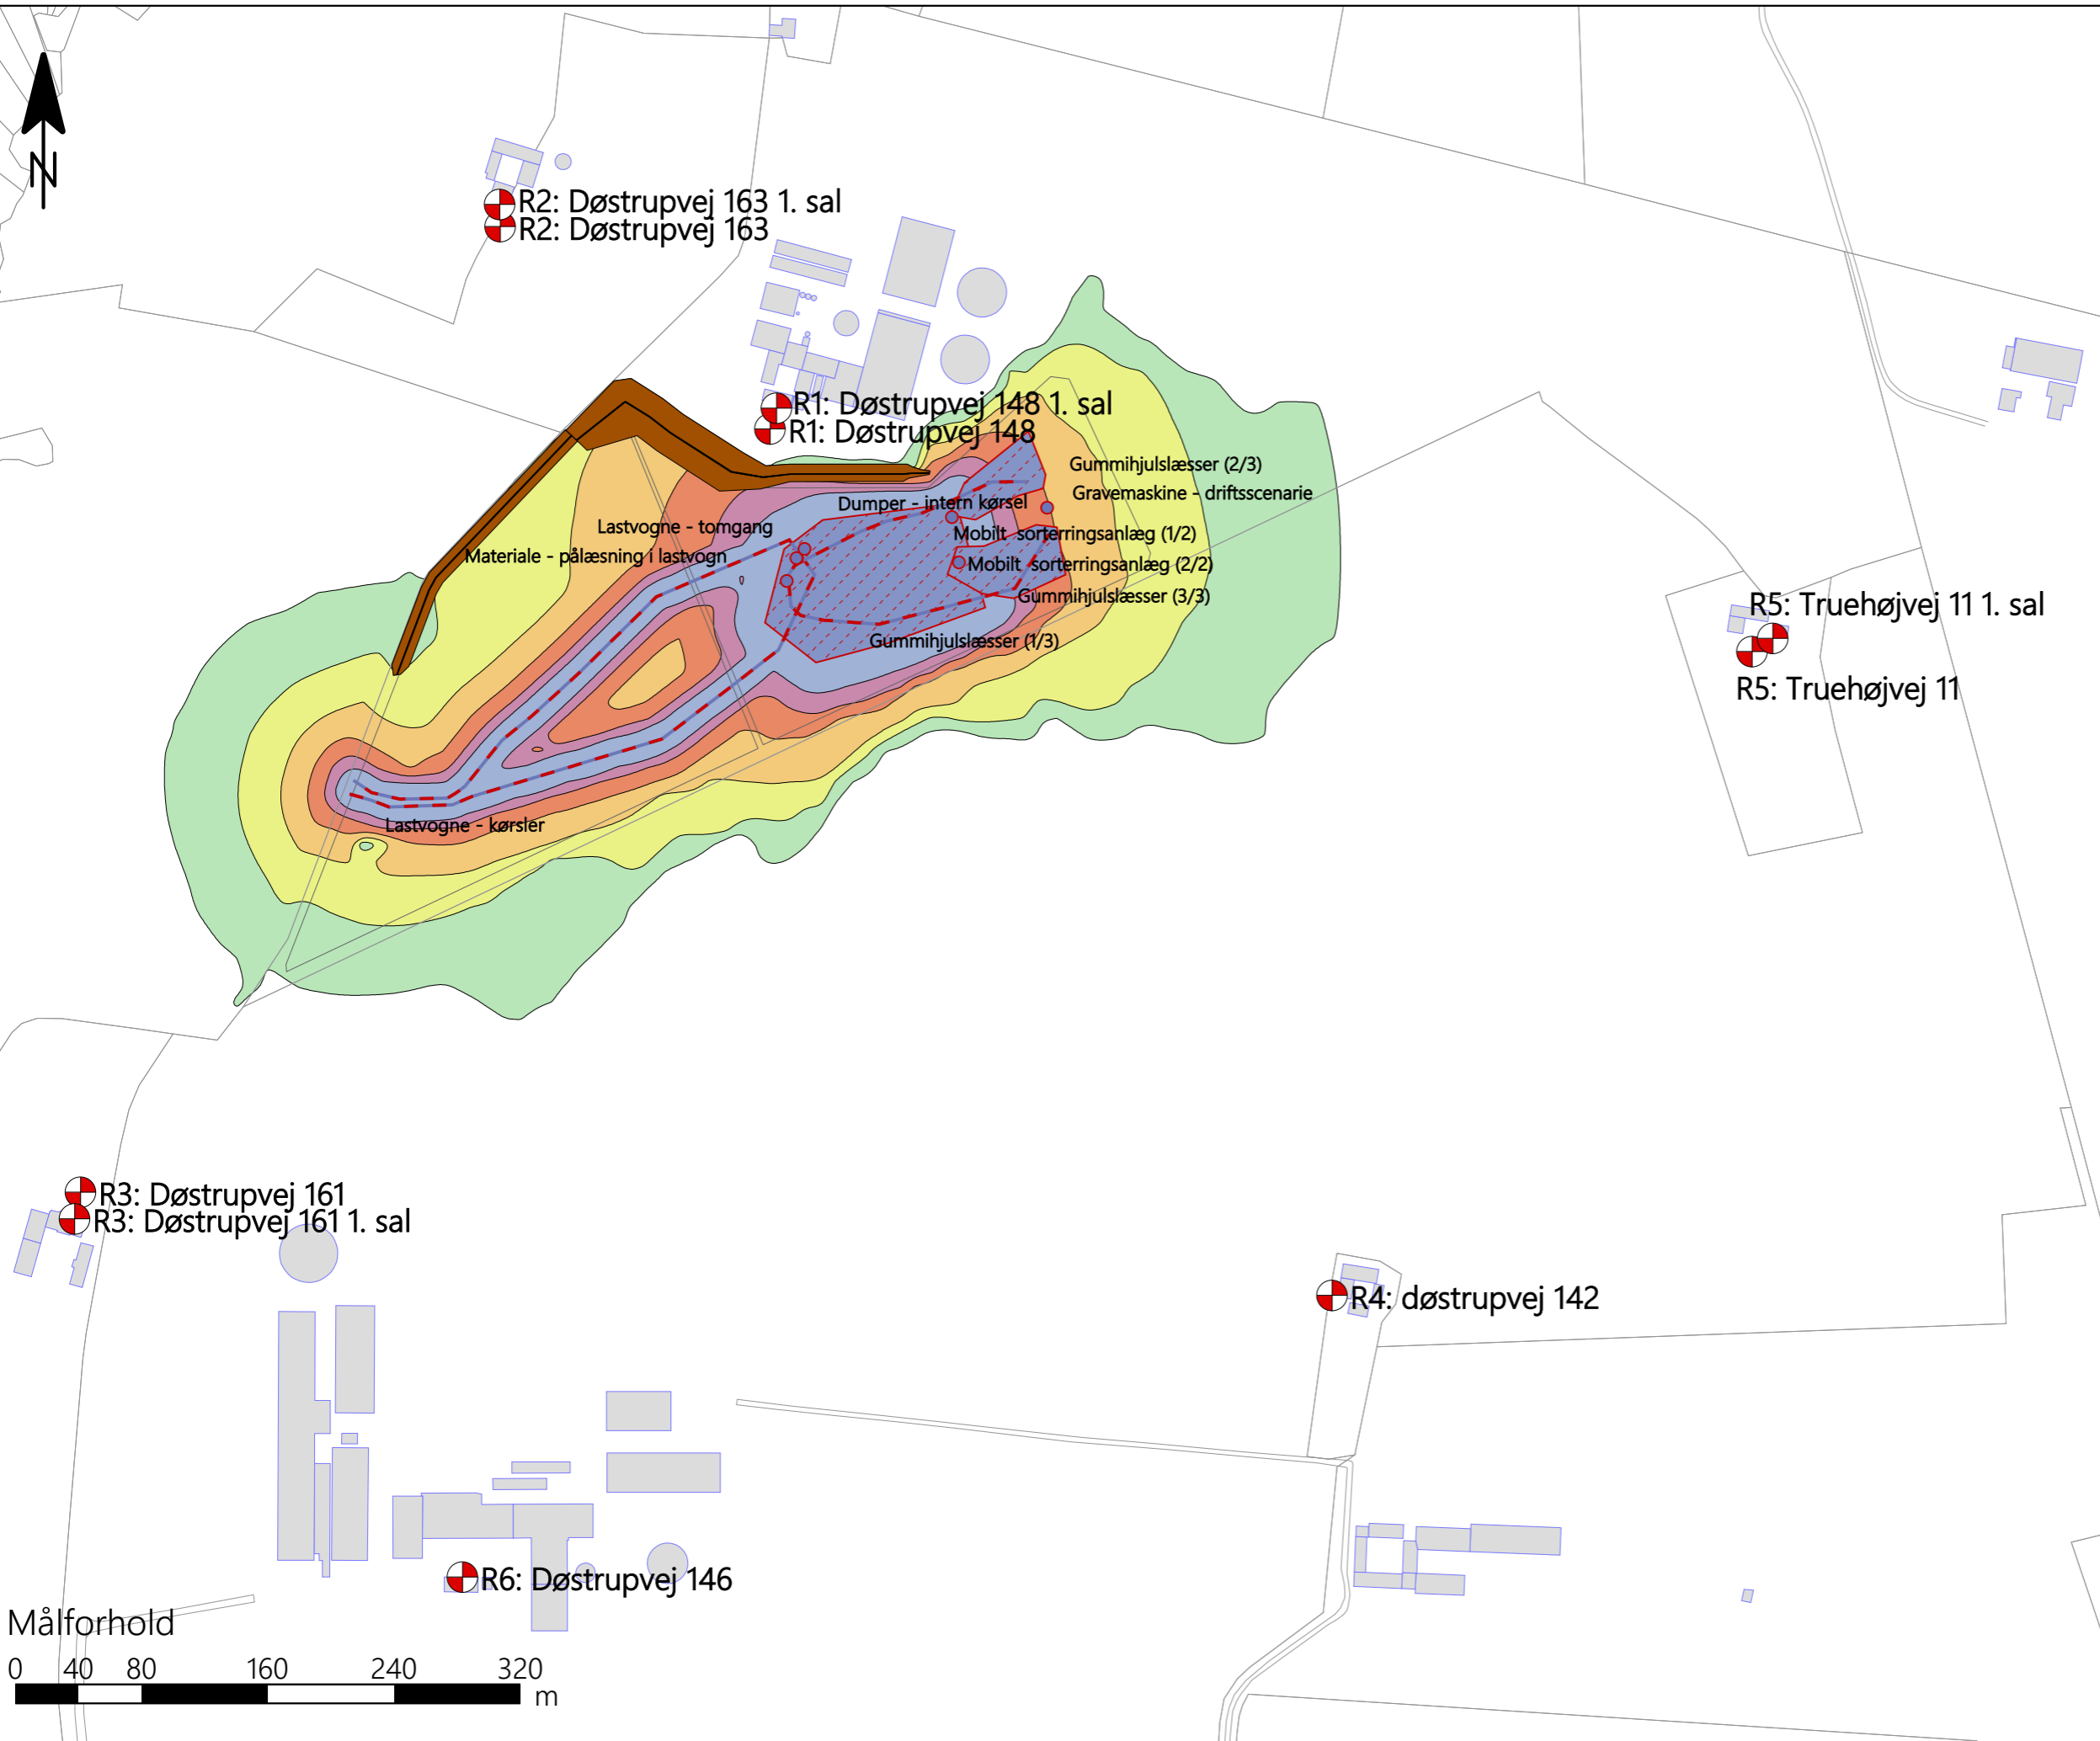 N
R2: Døstrupvej 163 1. sal
R2: Døstrupvej 163
R1: Døstrupvej 148 1. sal
R1: Døstrupvej 148
Gummihjulslæsser (2/3)
Gravemaskine - driftsscenarie
Dumper - intern kørsel
Lastvogne - tomgang
Mobilt sorterringsanlæg (1/2)
Materiale - pålæsning i lastvogn
Mobilt sorterringsanlæg (2/2)
Gummihjulslæsser (3/3)
R5: Truehøjvej 11 1. sal
Gummihjulslæsser (1/3)
R5: Truehøjvej 11
Lastvogne - kørsler
R3: Døstrupvej 161
R3: Døstrupvej 161 1. sal
R4: døstrupvej 142
R6: Døstrupvej 146
Målforhold
0 40 80 160 240 320
m